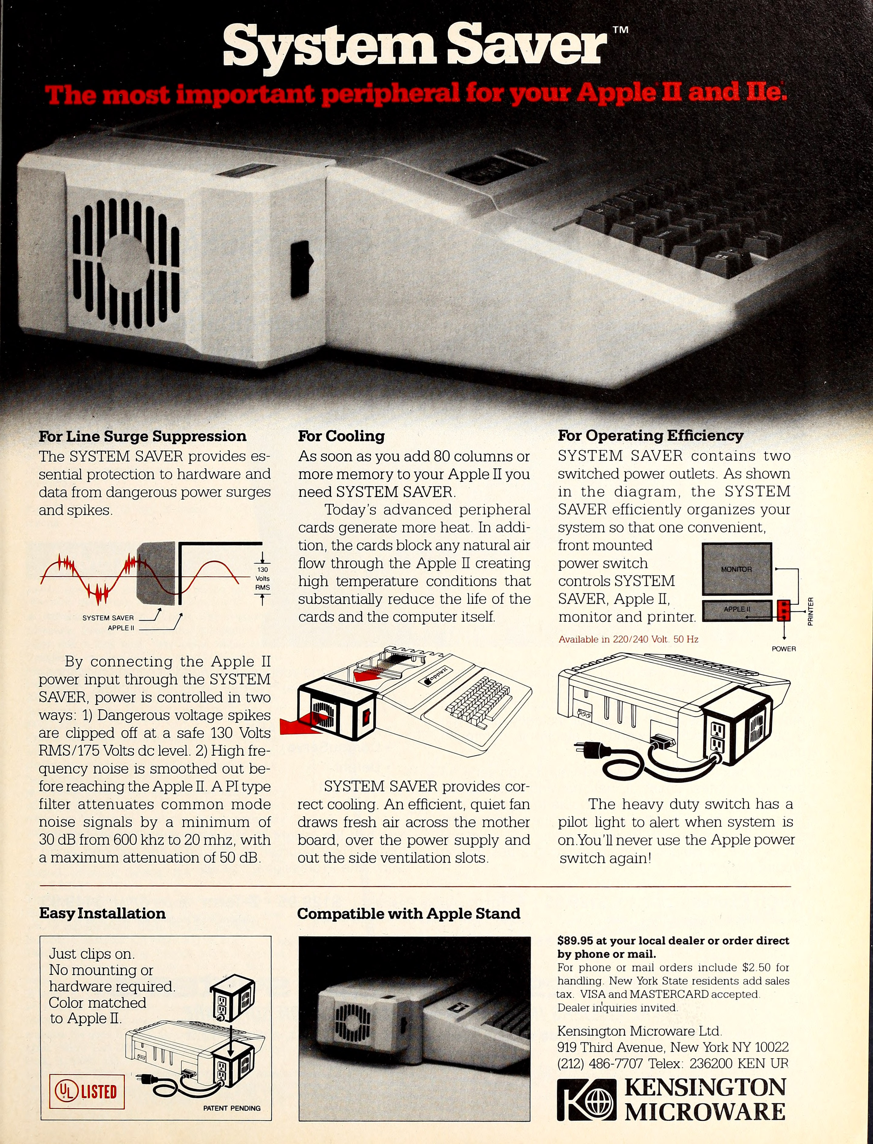 System Saver™
The most important peripheral for your Apple II and IIe.
For Line Surge Suppression
The SYSTEM SAVER provides es-
sential protection to hardware and
data from dangerous power surges
and spikes.
130
Volts
RMS
SYSTEM SAVER
APPLE II
By connecting the Apple II
power input through the SYSTEM
SAVER, power is controlled in two
ways: 1) Dangerous voltage spikes
are clipped off at a safe 130 Volts
RMS/175 Volts dc level. 2) High fre-
quency noise is smoothed out be-
fore reaching the Apple II. A PI type
filter attenuates common mode
noise signals by a minimum of
30 dB from 600 khz to 20 mhz, with
a maximum attenuation of 50 dB.
For Cooling
As soon as you add 80 columns or
more memory to your Apple II you
need SYSTEM SAVER.
Today's advanced peripheral
cards generate more heat. In addi-
tion, the cards block any natural air
flow through the Apple II creating
high temperature conditions that
substantially reduce the life of the
cards and the computer itself.
SYSTEM SAVER provides cor-
rect cooling. An efficient, quiet fan
draws fresh air across the mother
board, over the power supply and
out the side ventilation slots.
For Operating Efficiency
SYSTEM SAVER contains two
switched power outlets. As shown
in the diagram, the SYSTEM
SAVER efficiently organizes your
system so that one convenient,
front mounted
power switch
controls SYSTEM
SAVER, Apple II,
monitor and printer.
MONITOR
APPLE II
PRINTER
POWER
Available in 220/240 Volt. 50 Hz
The heavy duty switch has a
pilot light to alert when system is
on.You'll never use the Apple power
switch again!
Easy Installation
Just clips on.
No mounting or
hardware required.
Color matched
to Apple II.
UL LISTED
PATENT PENDING
Compatible with Apple Stand
$89.95 at your local dealer or order direct
by phone or mail.
For phone or mail orders include $2.50 for
handling. New York State residents add sales
tax. VISA and MASTERCARD accepted.
Dealer inquiries invited.
Kensington Microware Ltd.
919 Third Avenue, New York NY 10022
(212) 486-7707 Telex: 236200 KEN UR
KENSINGTON
MICROWARE